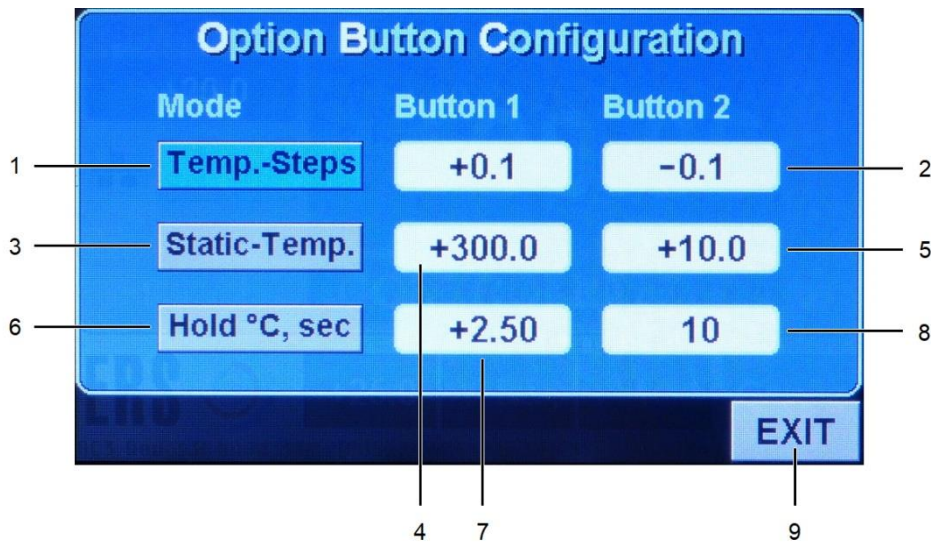 Option Button Configuration
Mode Button 1 Button 2
1 Temp.-Steps +0.1 −0.1 2
3 Static-Temp. +300.0 +10.0 5
6 Hold °C, sec +2.50 10 8
ERS
EXIT
4 7 9